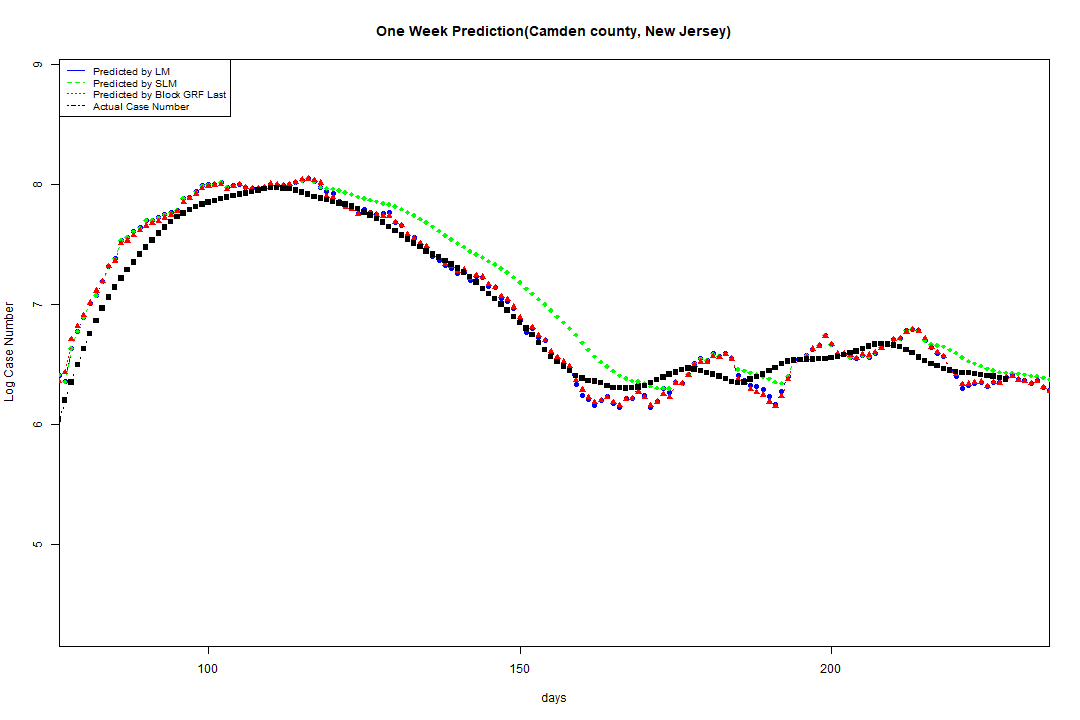 One Week Prediction(Camden county, New Jersey)
Predicted by LM
Predicted by SLM
Predicted by Block GRF Last
Actual Case Number
9
8
7
6
5
Log Case Number
100
150
200
days